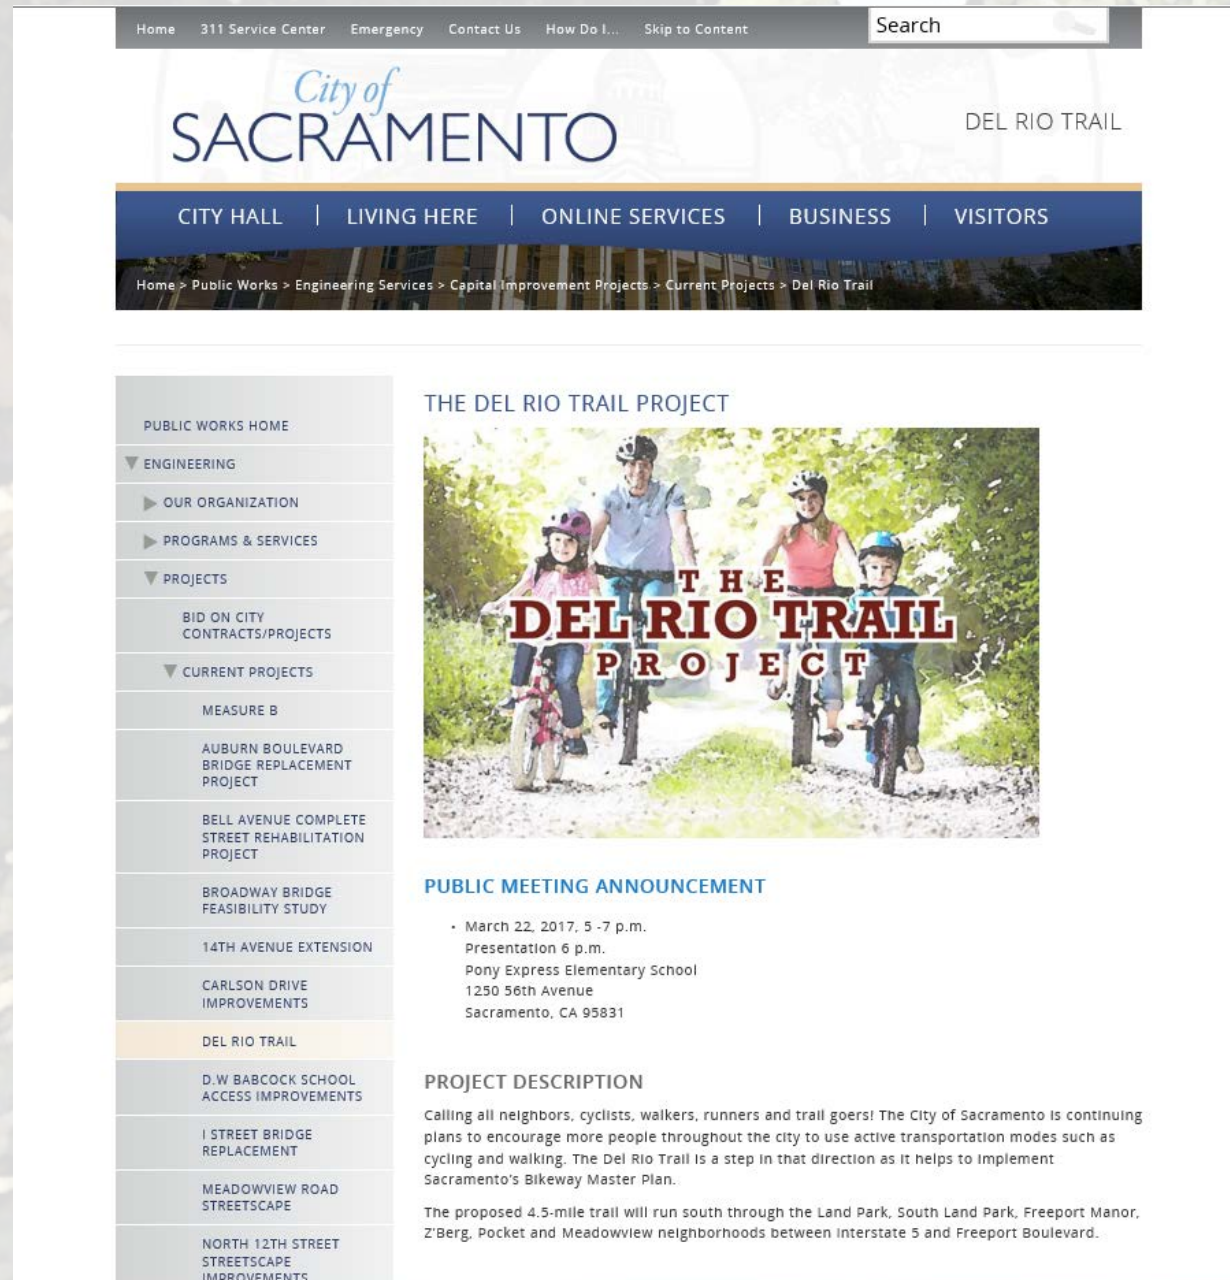 Home 311 Service Center Emergency Contact Us How Do I... Skip to Content Search
City of
SACRAMENTO
DEL RIO TRAIL
CITY HALL | LIVING HERE | ONLINE SERVICES | BUSINESS | VISITORS
Home > Public Works > Engineering Services > Capital Improvement Projects > Current Projects > Del Rio Trail
PUBLIC WORKS HOME
ENGINEERING
OUR ORGANIZATION
PROGRAMS & SERVICES
PROJECTS
BID ON CITY
CONTRACTS/PROJECTS
CURRENT PROJECTS
MEASURE B
AUBURN BOULEVARD
BRIDGE REPLACEMENT
PROJECT
BELL AVENUE COMPLETE
STREET REHABILITATION
PROJECT
BROADWAY BRIDGE
FEASIBILITY STUDY
14TH AVENUE EXTENSION
CARLSON DRIVE
IMPROVEMENTS
DEL RIO TRAIL
D.W BABCOCK SCHOOL
ACCESS IMPROVEMENTS
I STREET BRIDGE
REPLACEMENT
MEADOWVIEW ROAD
STREETSCAPE
NORTH 12TH STREET
STREETSCAPE
IMPROVEMENTS
THE DEL RIO TRAIL PROJECT
THE
DEL RIO TRAIL
PROJECT
PUBLIC MEETING ANNOUNCEMENT
• March 22, 2017, 5 -7 p.m.
Presentation 6 p.m.
Pony Express Elementary School
1250 56th Avenue
Sacramento, CA 95831
PROJECT DESCRIPTION
Calling all neighbors, cyclists, walkers, runners and trail goers! The City of Sacramento is continuing
plans to encourage more people throughout the city to use active transportation modes such as
cycling and walking. The Del Rio Trail is a step in that direction as it helps to implement
Sacramento's Bikeway Master Plan.
The proposed 4.5-mile trail will run south through the Land Park, South Land Park, Freeport Manor,
Z'Berg, Pocket and Meadowview neighborhoods between Interstate 5 and Freeport Boulevard.